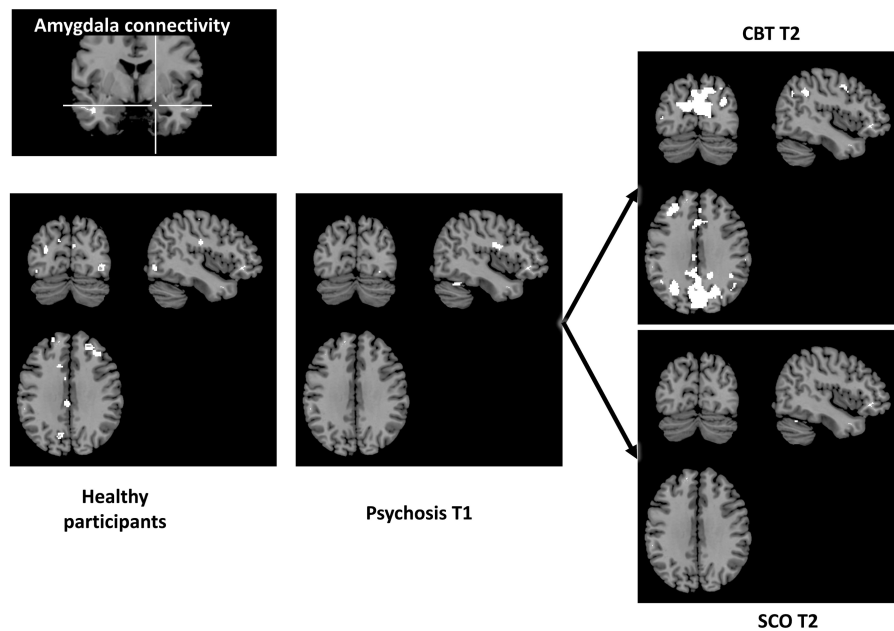 Amygdala connectivity
CBT T2
Healthy
participants
Psychosis T1
SCO T2